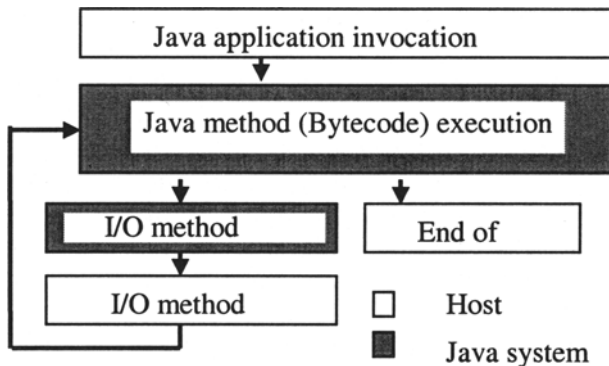 Java application invocation
Java method (Bytecode) execution
I/O method
End of
I/O method
Host
Java system